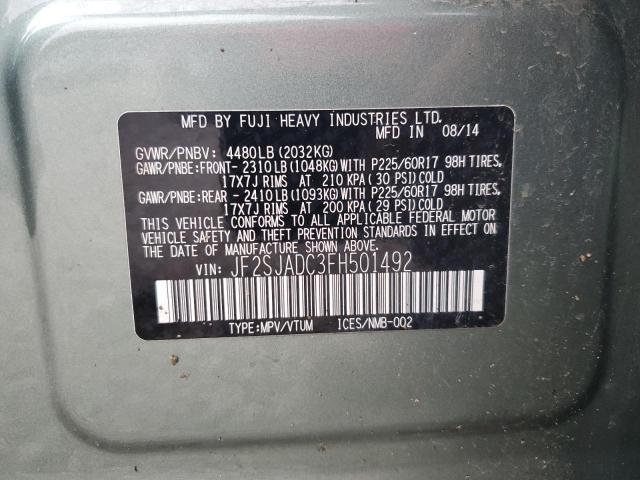 MFD BY FUJI HEAVY INDUSTRIES LTD.
MFD IN 08/14
GVWR/PNBV: 4480LB (2032KG)
GAWR/PNBE:FRONT- 2310 LB (1048KG) WITH P225/60R17 98H TIRES,
17X7J RIMS AT 210 KPA ( 30 PSI) COLD
GAWR/PNBE:REAR - 2410 LB (1093KG) WITH P225/60R17 98H TIRES,
17X7J RIMS AT 200 KPA ( 29 PSI) COLD
THIS VEHICLE CONFORMS TO ALL APPLICABLE FEDERAL MOTOR
VEHICLE SAFETY AND THEFT PREVENTION STANDARDS IN EFFECT ON
THE DATE OF MANUFACTURE SHOWN ABOVE.
VIN: JF2SJADC3FH501492
TYPE:MPV/VTUM ICES/NMB-002